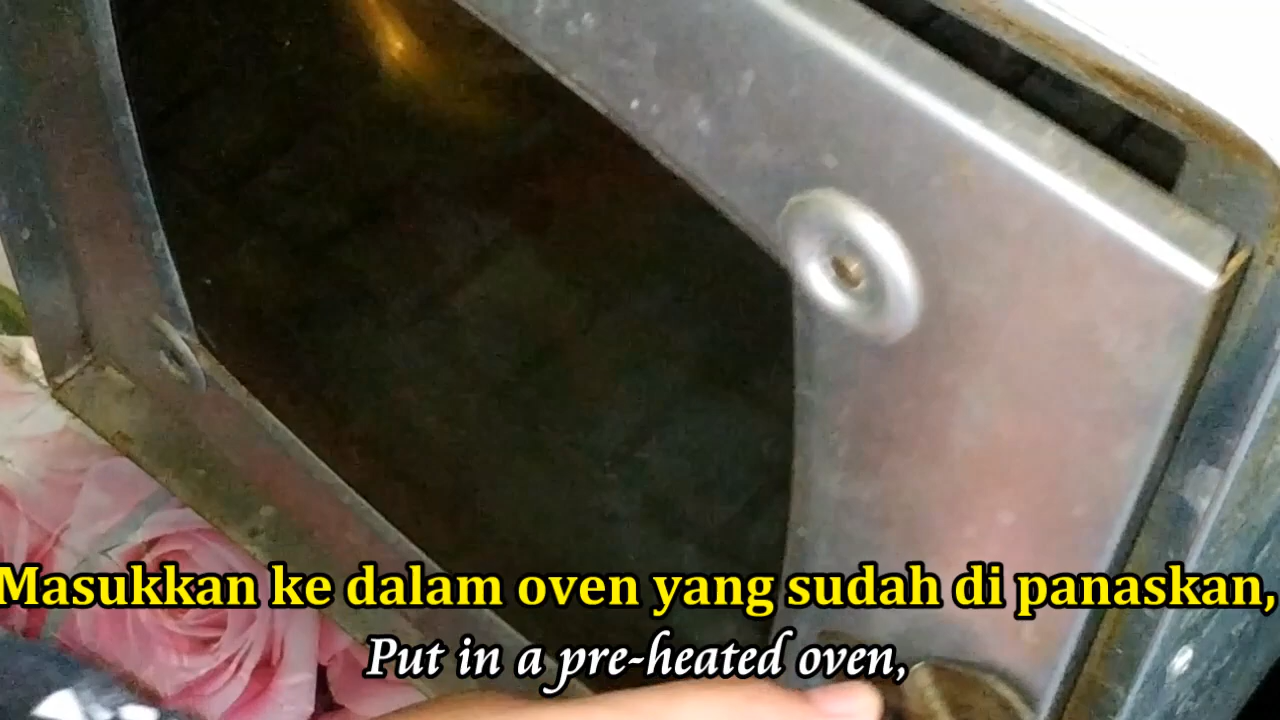 Masukkan ke dalam oven yang sudah di panaskan,
Put in a pre-heated oven,